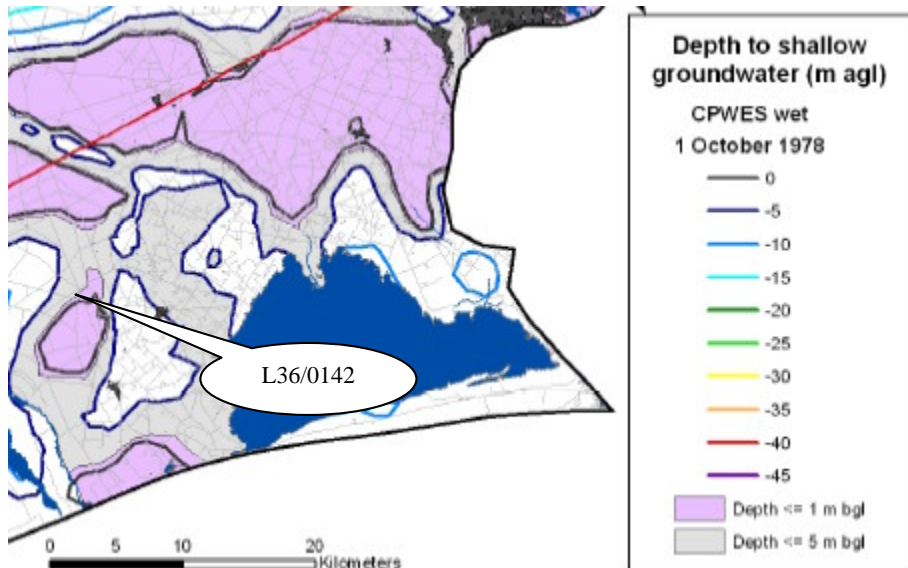 L36/0142
0 5 10 20
Kilometers
Depth to shallow
groundwater (m agl)
CPWES wet
1 October 1978
0
-5
-10
-15
-20
-25
-30
-35
-40
-45
Depth <= 1 m bgl
Depth <= 5 m bgl